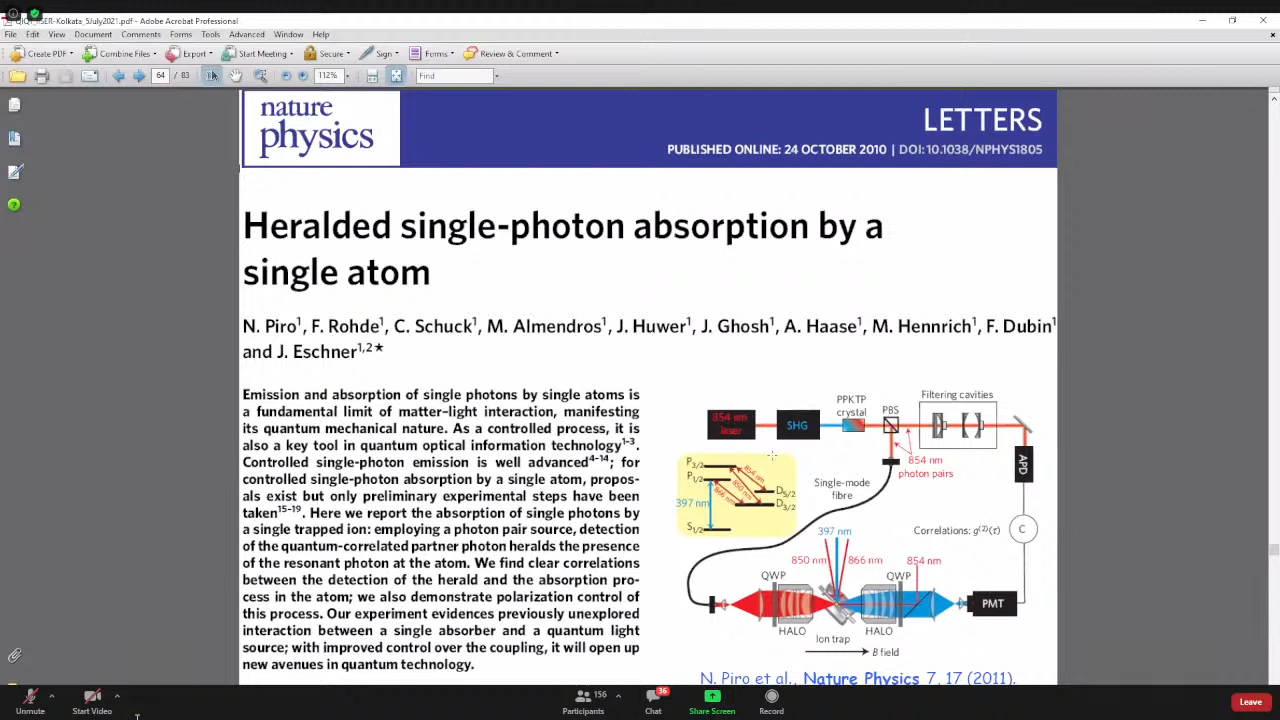 QIQT_IISER-Kolkata_5July2021.pdf - Adobe Acrobat Professional
File Edit View Document Comments Forms Tools Advanced Window Help
Create PDF Combine Files Export Start Meeting Secure Sign Forms Review & Comment
64 / 83 112% Find
nature
physics
LETTERS
PUBLISHED ONLINE: 24 OCTOBER 2010 | DOI: 10.1038/NPHYS1805
Heralded single-photon absorption by a
single atom
N. Piro1, F. Rohde1, C. Schuck1, M. Almendros1, J. Huwer1, J. Ghosh1, A. Haase1, M. Hennrich1, F. Dubin1
and J. Eschner1,2★
Emission and absorption of single photons by single atoms is
a fundamental limit of matter–light interaction, manifesting
its quantum mechanical nature. As a controlled process, it is
also a key tool in quantum optical information technology1–3.
Controlled single-photon emission is well advanced4–14; for
controlled single-photon absorption by a single atom, propos-
als exist but only preliminary experimental steps have been
taken15–19. Here we report the absorption of single photons by
a single trapped ion: employing a photon pair source, detection
of the quantum-correlated partner photon heralds the presence
of the resonant photon at the atom. We find clear correlations
between the detection of the herald and the absorption pro-
cess in the atom; we also demonstrate polarization control of
this process. Our experiment evidences previously unexplored
interaction between a single absorber and a quantum light
source; with improved control over the coupling, it will open up
new avenues in quantum technology.
854 nm
laser
SHG
PPKTP
crystal
PBS
Filtering cavities
854 nm
photon pairs
APD
P3/2
P1/2
S1/2
D5/2
D3/2
397 nm
854 nm
850 nm
866 nm
Single-mode
fibre
Correlations: g(2)(τ)
C
397 nm
850 nm
866 nm
854 nm
QWP
QWP
HALO
HALO
Ion trap
B field
PMT
N. Piro et al., Nature Physics 7, 17 (2011).
Unmute Start Video Participants 156 Chat 36 Share Screen Record Leave